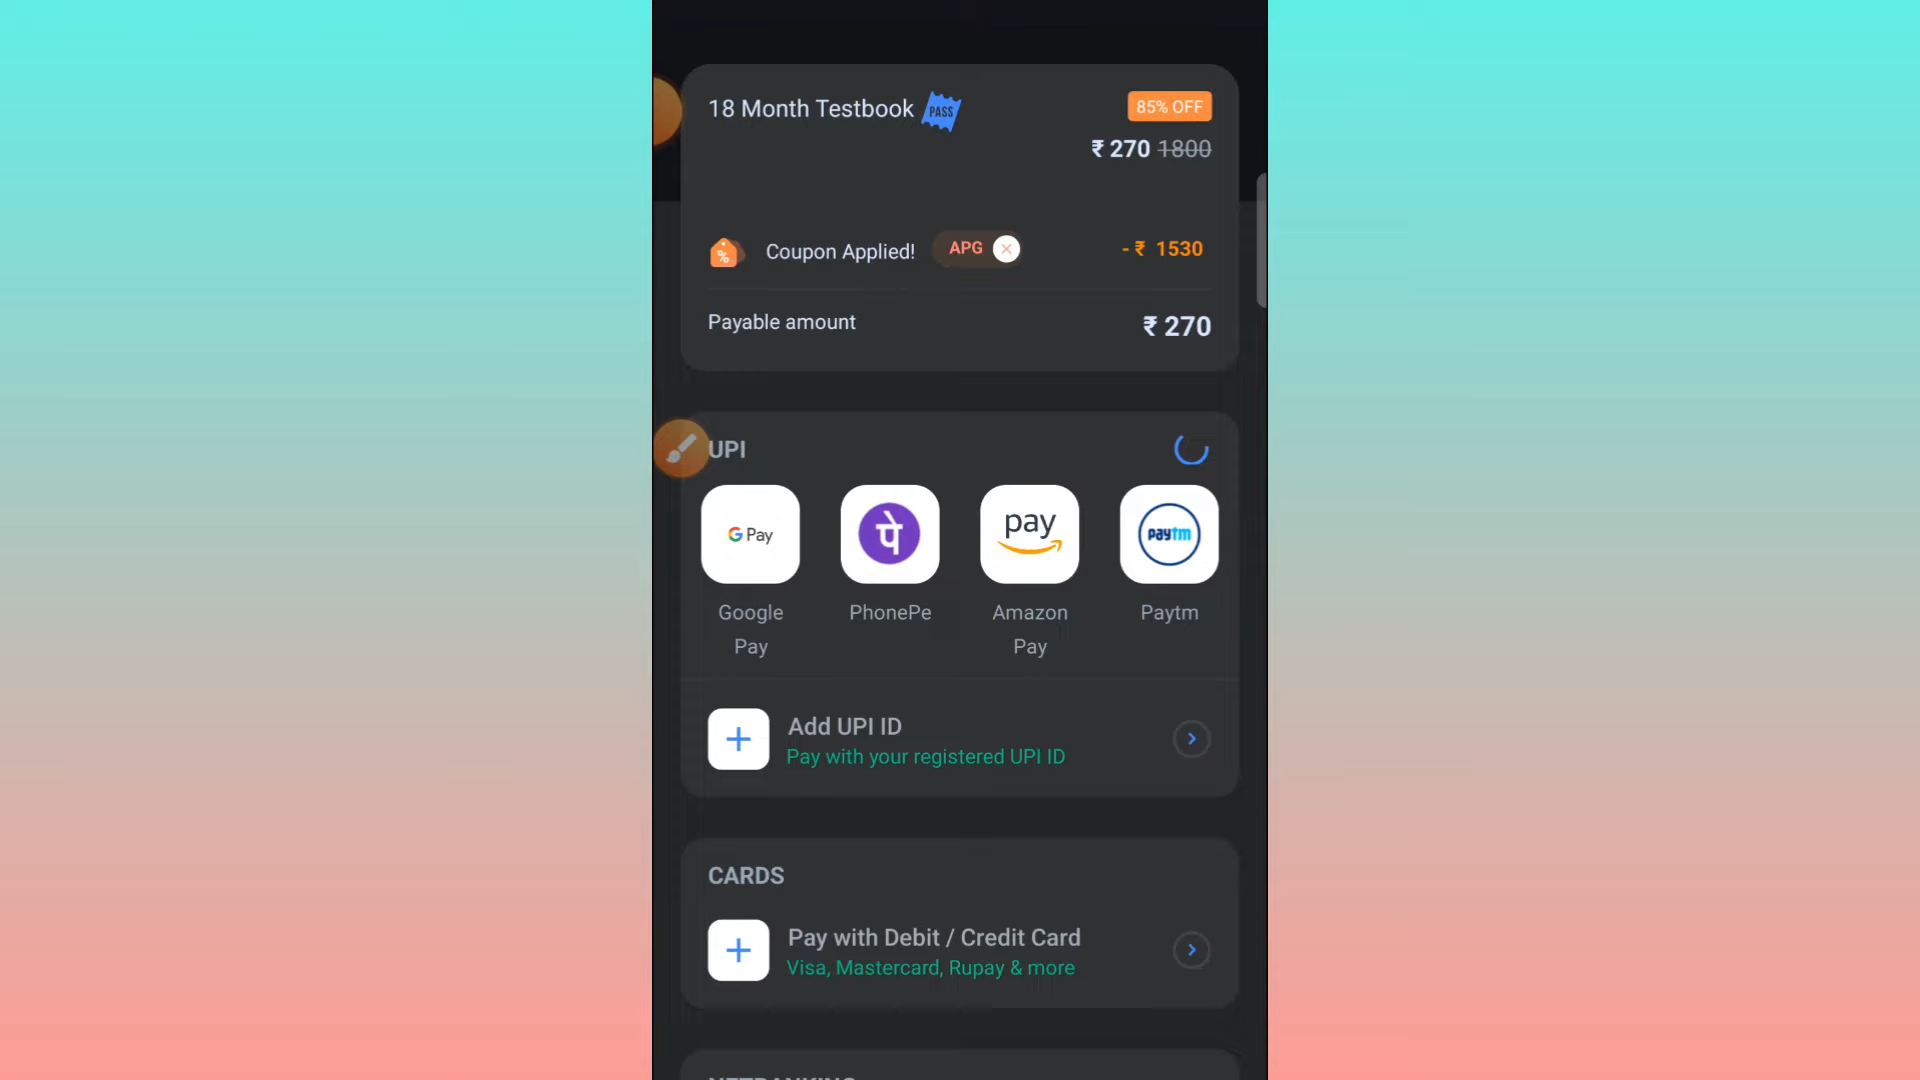 18 Month Testbook PASS
85% OFF
₹ 270 1800
Coupon Applied! APG - ₹ 1530
Payable amount ₹ 270
UPI
G Pay पे pay paytm
Google Pay PhonePe Amazon Pay Paytm
Add UPI ID
Pay with your registered UPI ID
CARDS
Pay with Debit / Credit Card
Visa, Mastercard, Rupay & more
NETBANKING